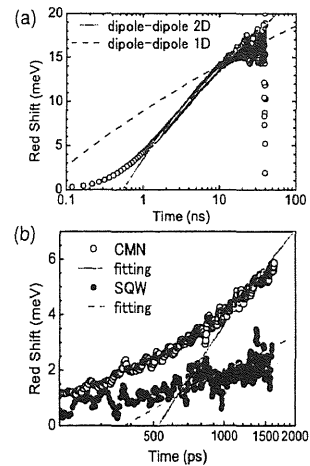 (a)
20
dipole-dipole 2D
dipole-dipole 1D
15
Red Shift (meV)
10
5
0
0.1
1
10
100
Time (ns)
(b)
6
CMN
fitting
SQW
fitting
4
Red Shift (meV)
2
0
500
1000
1500
2000
Time (ps)